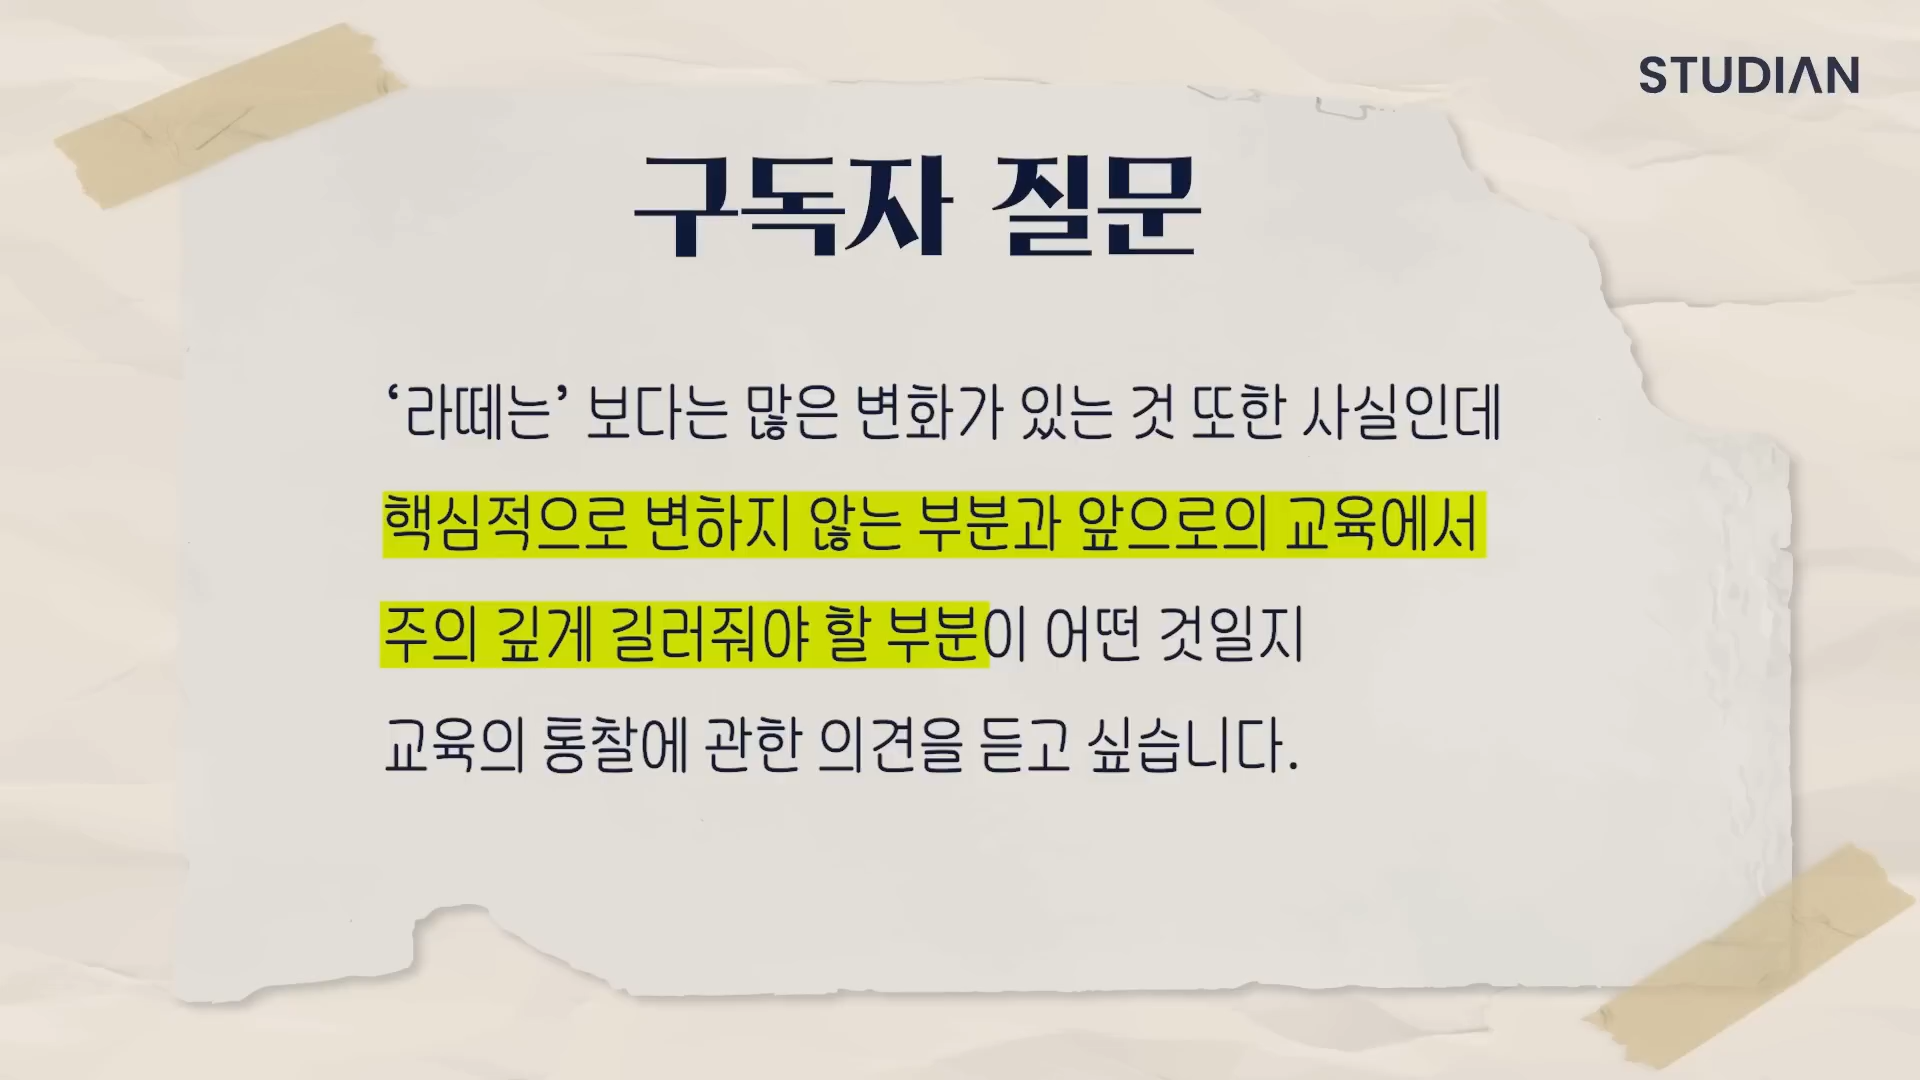 STUDIAN
구독자 질문
‘라떼는’ 보다는 많은 변화가 있는 것 또한 사실인데
핵심적으로 변하지 않는 부분과 앞으로의 교육에서
주의 깊게 길러줘야 할 부분이 어떤 것일지
교육의 통찰에 관한 의견을 듣고 싶습니다.